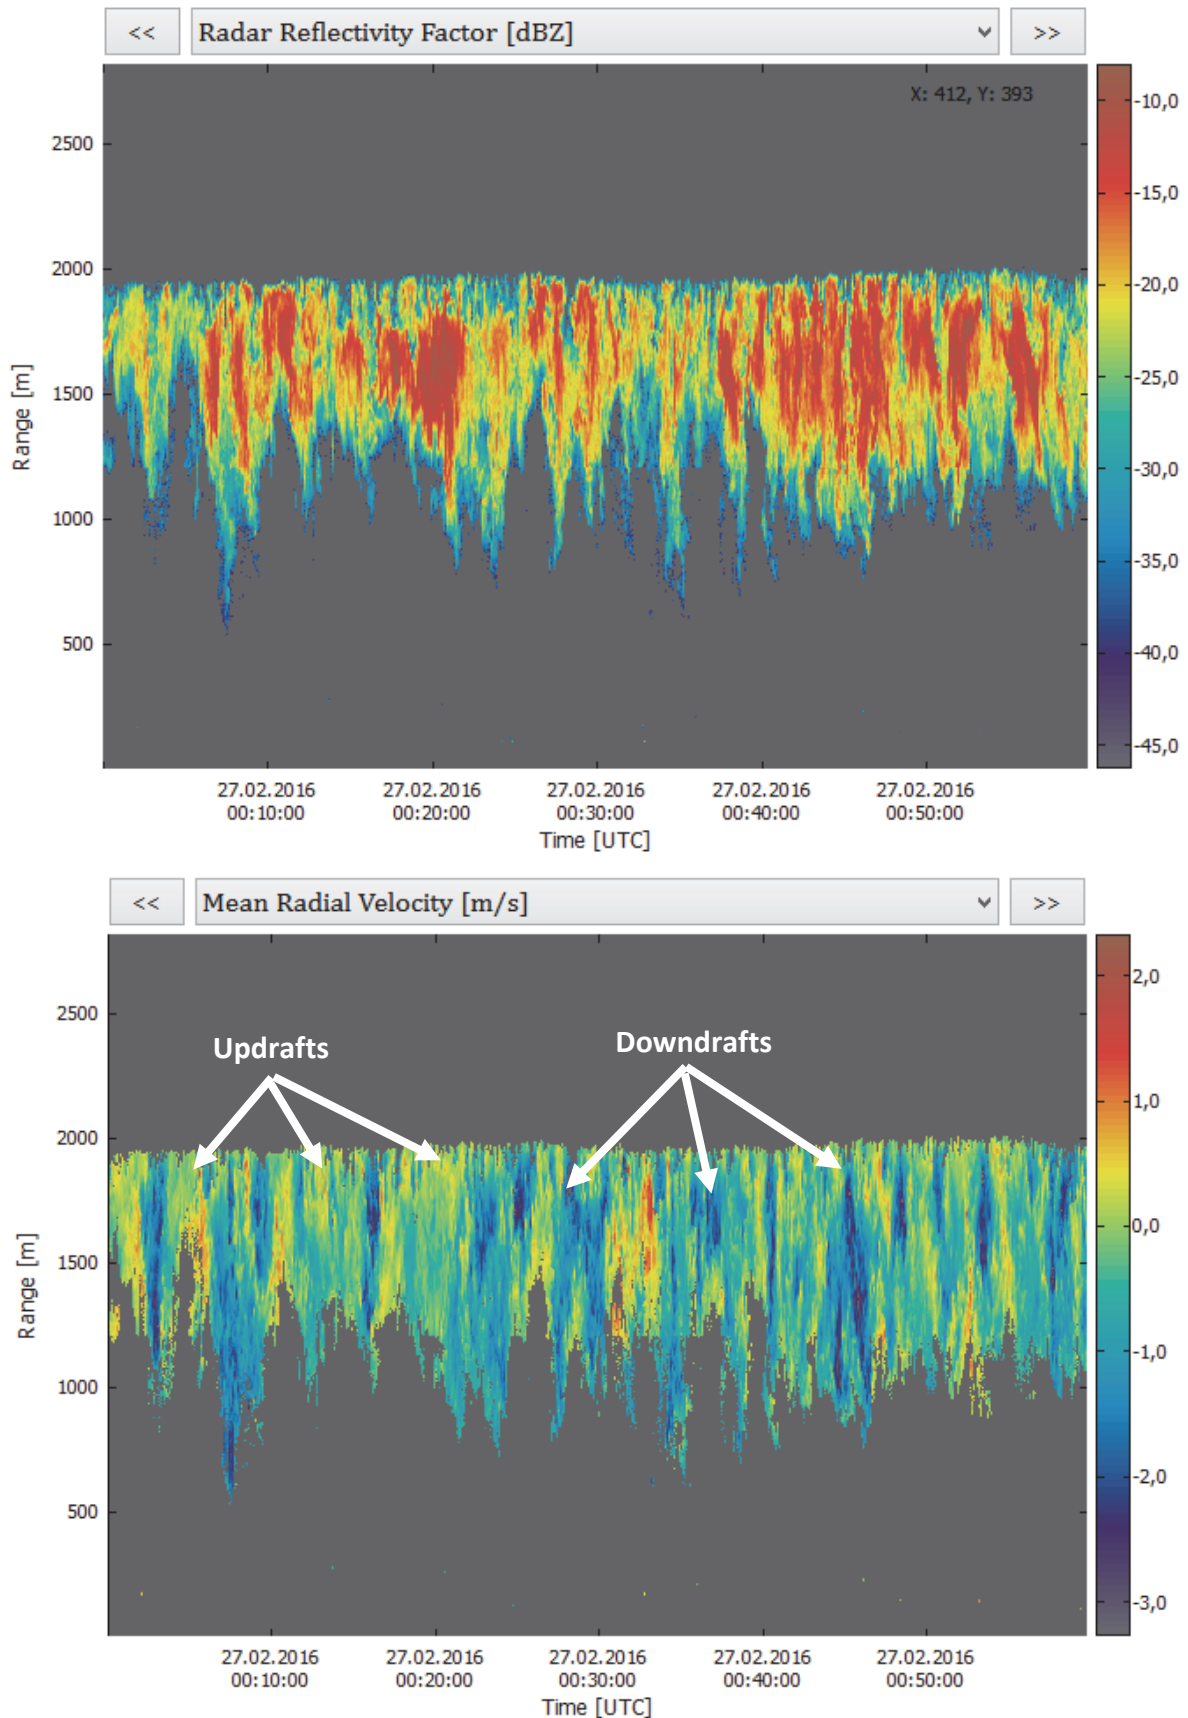 << Radar Reflectivity Factor [dBZ] >>
X: 412, Y: 393
-10,0
-15,0
-20,0
-25,0
-30,0
-35,0
-40,0
-45,0
2500
2000
1500
1000
500
Range [m]
27.02.2016 27.02.2016 27.02.2016 27.02.2016 27.02.2016
00:10:00 00:20:00 00:30:00 00:40:00 00:50:00
Time [UTC]
<< Mean Radial Velocity [m/s] >>
2,0
1,0
0,0
-1,0
-2,0
-3,0
2500
2000
1500
1000
500
Range [m]
Updrafts
Downdrafts
27.02.2016 27.02.2016 27.02.2016 27.02.2016 27.02.2016
00:10:00 00:20:00 00:30:00 00:40:00 00:50:00
Time [UTC]